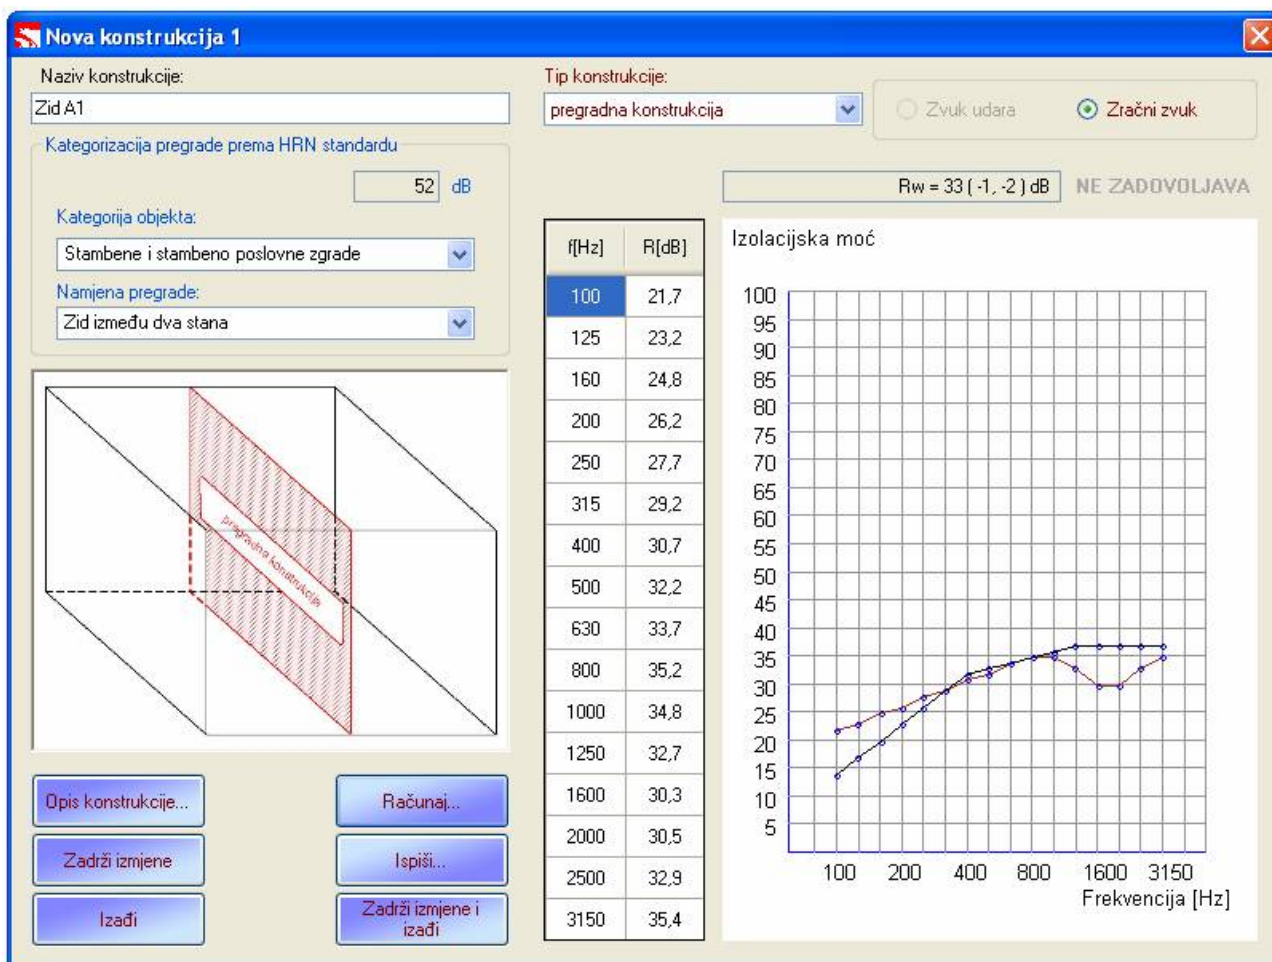 Nova konstrukcija 1
Naziv konstrukcije:
Zid A1
Tip konstrukcije:
pregradna konstrukcija
Zvuk udara
Zračni zvuk
Kategorizacija pregrade prema HRN standardu
52 dB
Kategorija objekta:
Stambene i stambeno poslovne zgrade
Namjena pregrade:
Zid između dva stana
Rw = 33 ( -1, -2 ) dB
NE ZADOVOLJAVA
pregradna konstrukcija
Opis konstrukcije...
Računaj...
Zadrži izmjene
Ispiši...
Izađi
Zadrži izmjene i
izađi
f[Hz] R[dB]
100 21,7
125 23,2
160 24,8
200 26,2
250 27,7
315 29,2
400 30,7
500 32,2
630 33,7
800 35,2
1000 34,8
1250 32,7
1600 30,3
2000 30,5
2500 32,9
3150 35,4
Izolacijska moć
100
95
90
85
80
75
70
65
60
55
50
45
40
35
30
25
20
15
10
5
100 200 400 800 1600 3150
Frekvencija [Hz]